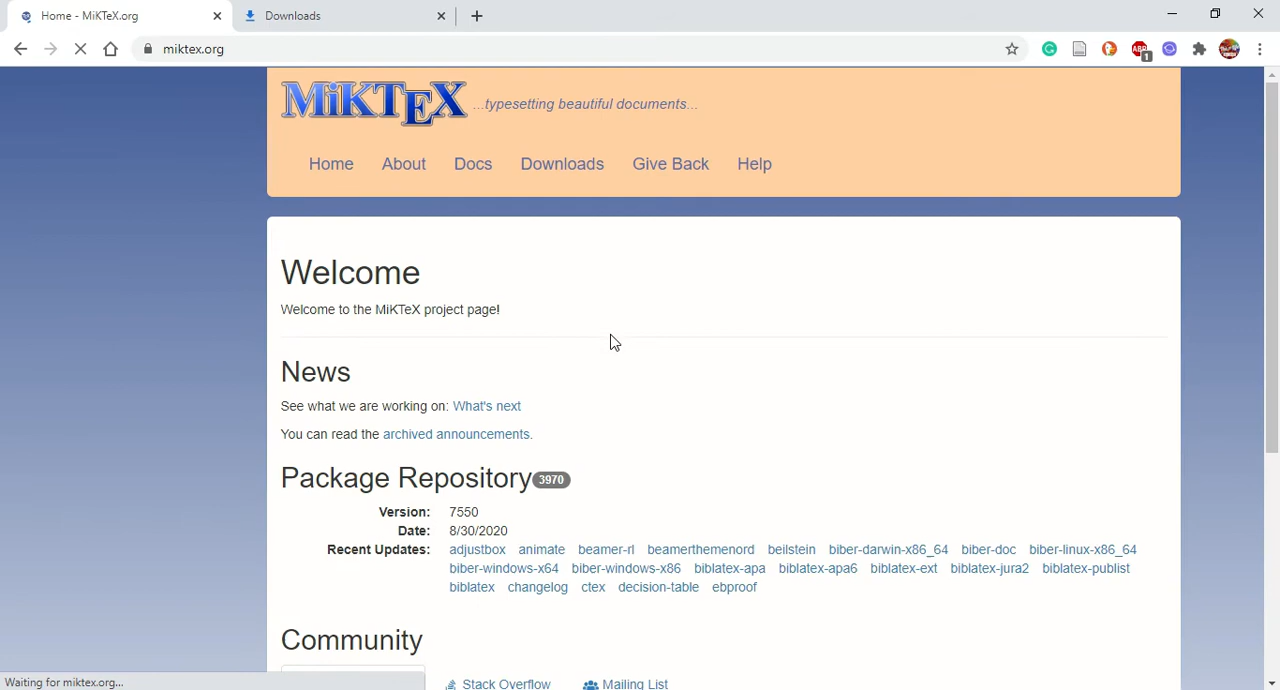 Home - MiKTeX.org
Downloads
miktex.org
ABP
1
MiKTeX ...typesetting beautiful documents...
Home About Docs Downloads Give Back Help
Welcome
Welcome to the MiKTeX project page!
News
See what we are working on: What's next
You can read the archived announcements.
Package Repository 3970
Version: 7550
Date: 8/30/2020
Recent Updates: adjustbox animate beamer-rl beamerthemenord beilstein biber-darwin-x86_64 biber-doc biber-linux-x86_64
biber-windows-x64 biber-windows-x86 biblatex-apa biblatex-apa6 biblatex-ext biblatex-jura2 biblatex-publist
biblatex changelog ctex decision-table ebproof
Community
Stack Overflow Mailing List
Waiting for miktex.org...